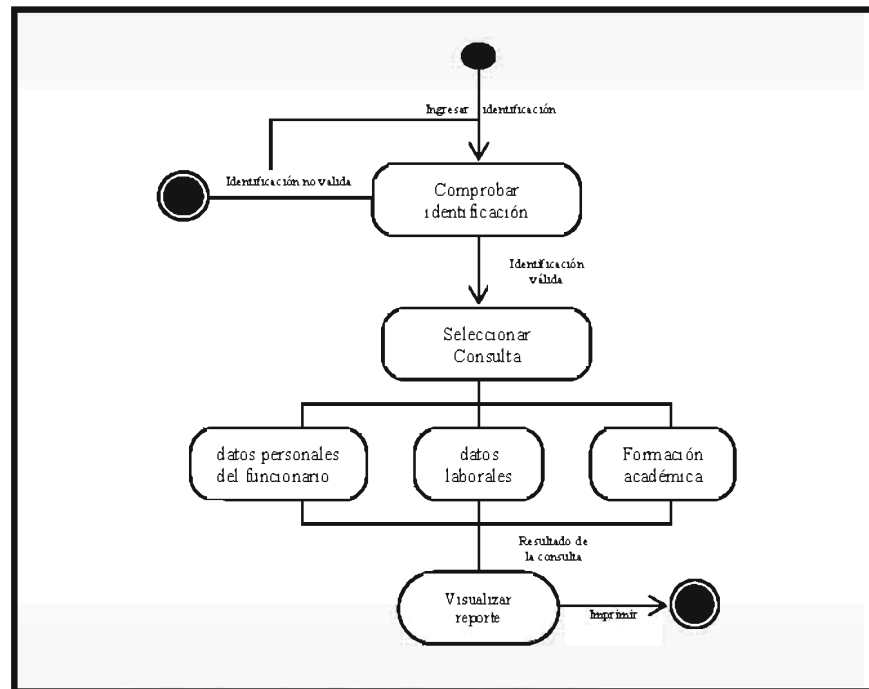 Ingresar identificación
Identificación no valida
Comprobar
identificación
Identificación
válida
Seleccionar
Consulta
datos personales
del funcionario
datos
laborales
Formación
académica
Resultado de
la consulta
Visualizar
reporte
Imprimir